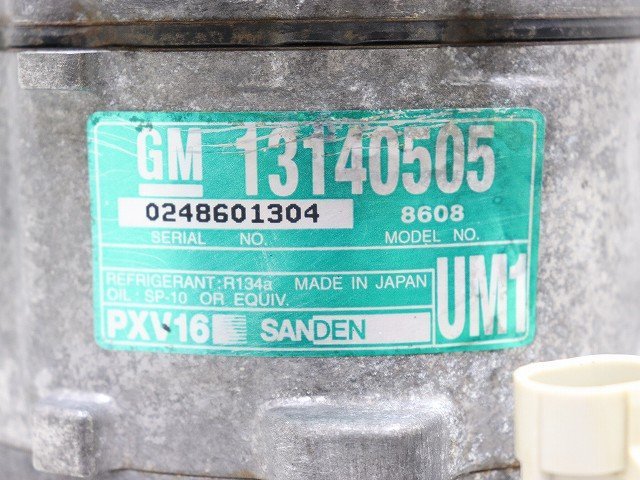 GM 13140505
0248601304 8608
SERIAL NO. MODEL NO.
REFRIGERANT:R134a MADE IN JAPAN
OIL : SP-10 OR EQUIV.
PXV16 SANDEN UM1